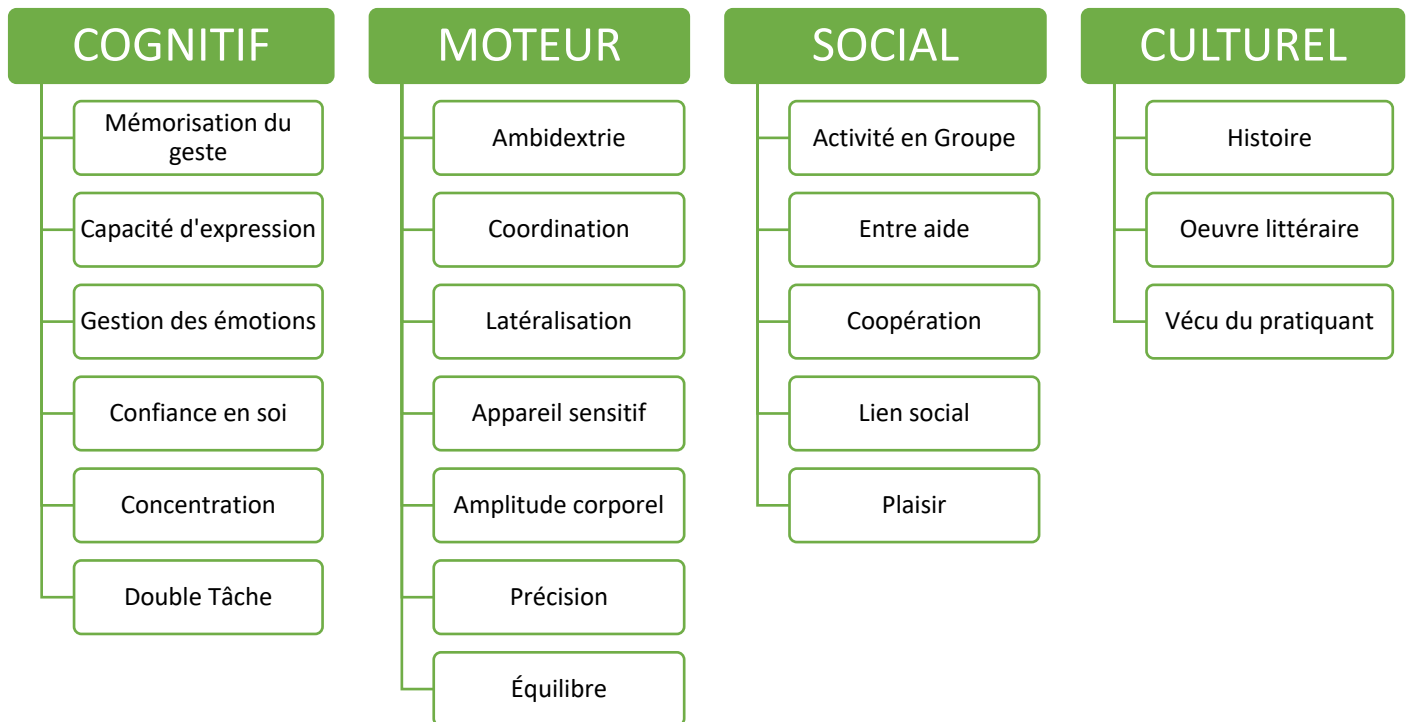 COGNITIF
Mémorisation du
geste
Capacité d'expression
Gestion des émotions
Confiance en soi
Concentration
Double Tâche
MOTEUR
Ambidextrie
Coordination
Latéralisation
Appareil sensitif
Amplitude corporel
Précision
Équilibre
SOCIAL
Activité en Groupe
Entre aide
Coopération
Lien social
Plaisir
CULTUREL
Histoire
Oeuvre littéraire
Vécu du pratiquant